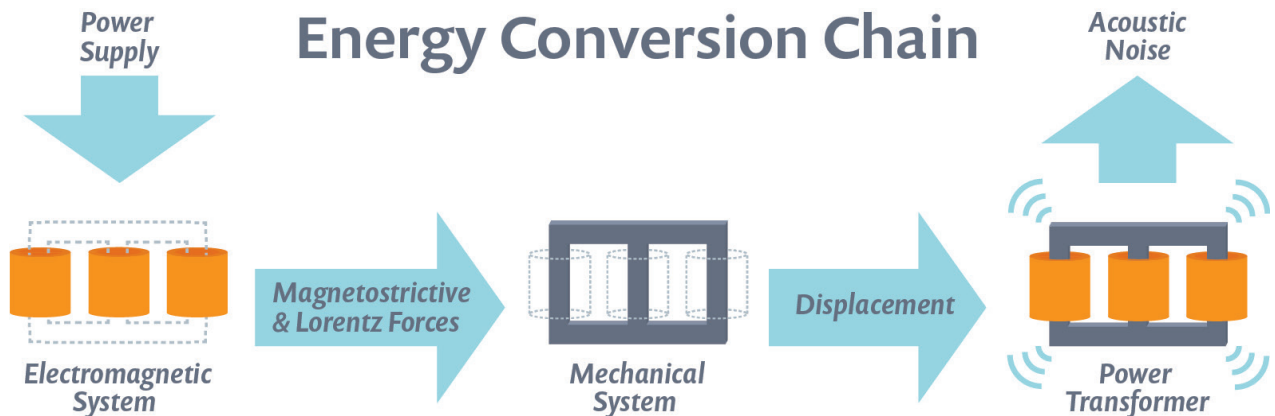 Energy Conversion Chain
Power
Supply
Acoustic
Noise
Magnetostrictive
& Lorentz Forces
Displacement
Electromagnetic
System
Mechanical
System
Power
Transformer